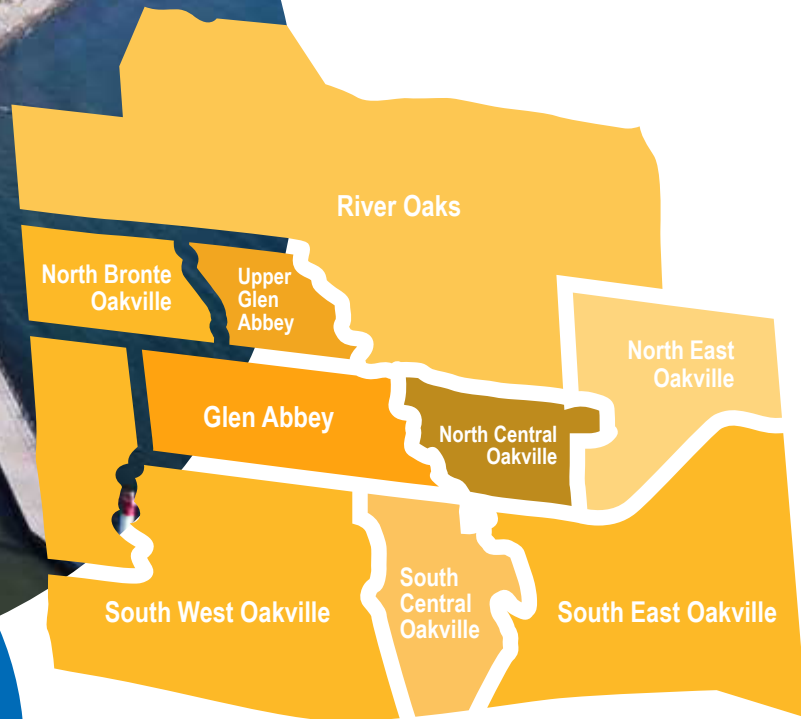 River Oaks
North Bronte
Oakville
Upper
Glen
Abbey
North East
Oakville
Glen Abbey
North Central
Oakville
South West Oakville
South
Central
Oakville
South East Oakville